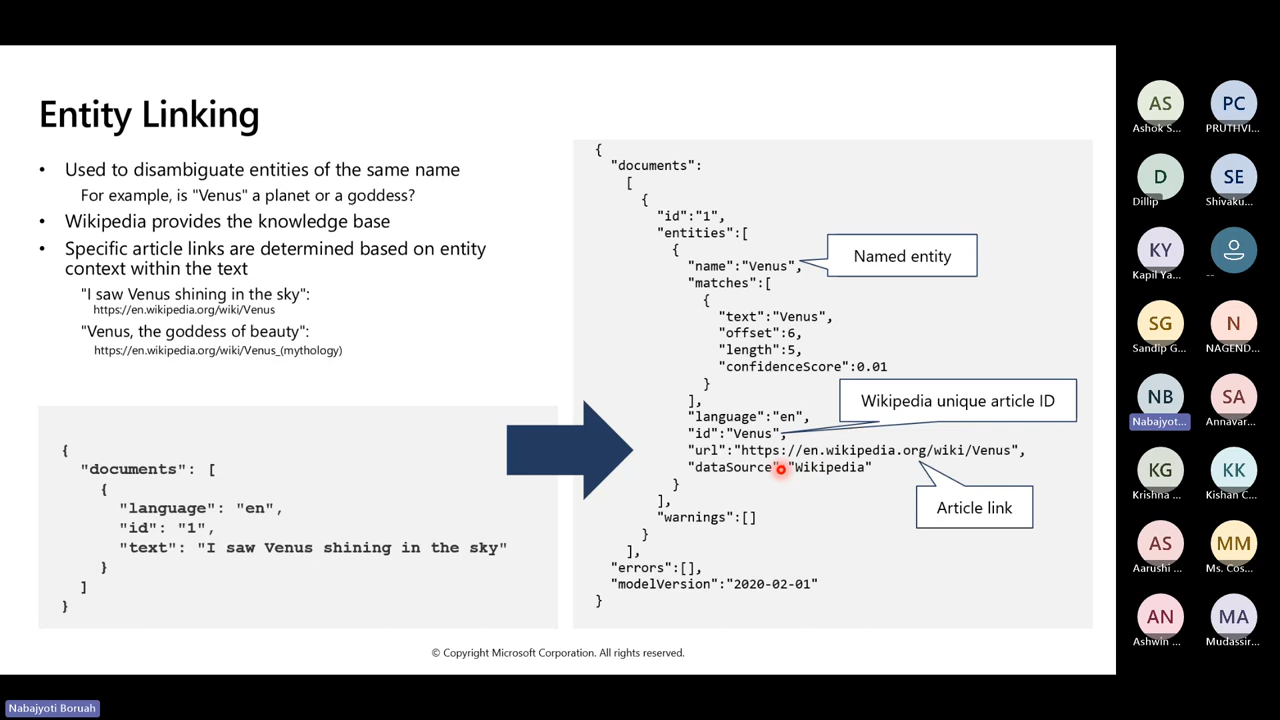 Entity Linking
• Used to disambiguate entities of the same name
For example, is "Venus" a planet or a goddess?
• Wikipedia provides the knowledge base
• Specific article links are determined based on entity
context within the text
"I saw Venus shining in the sky":
https://en.wikipedia.org/wiki/Venus
"Venus, the goddess of beauty":
https://en.wikipedia.org/wiki/Venus_(mythology)
{
"documents": [
{
"language": "en",
"id": "1",
"text": "I saw Venus shining in the sky"
}
]
}
{
"documents":
[
{
"id":"1",
"entities":[
{
"name":"Venus",
"matches":[
{
"text":"Venus",
"offset":6,
"length":5,
"confidenceScore":0.01
}
],
"language":"en",
"id":"Venus",
"url":"https://en.wikipedia.org/wiki/Venus",
"dataSource" "Wikipedia"
}
],
"warnings":[]
}
],
"errors":[],
"modelVersion":"2020-02-01"
}
Named entity
Wikipedia unique article ID
Article link
© Copyright Microsoft Corporation. All rights reserved.
AS
Ashok S...
PC
PRUTHVI...
D
Dillip
SE
Shivaku...
KY
Kapil Ya...
--
SG
Sandip G...
N
NAGEND...
NB
Nabajyot...
SA
Annavar...
KG
Krishna ...
KK
Kishan C...
AS
Aarushi ...
MM
Ms. Cos...
AN
Ashwin ...
MA
Mudassir...
Nabajyoti Boruah